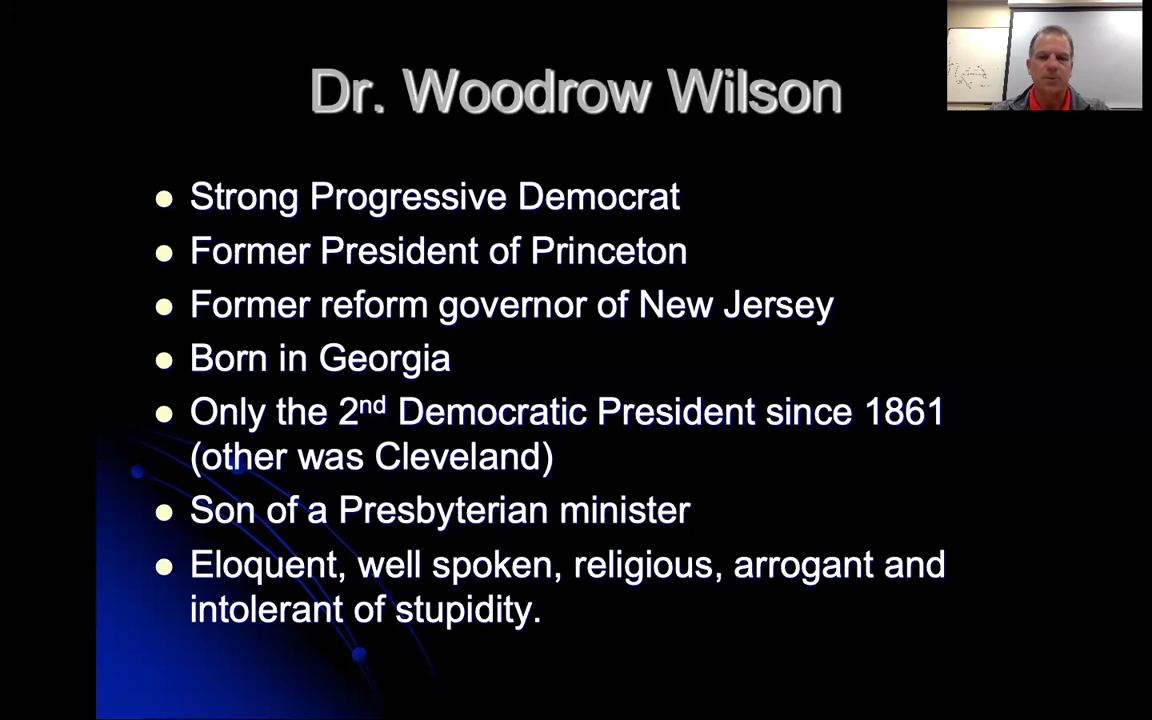 Dr. Woodrow Wilson
Strong Progressive Democrat
Former President of Princeton
Former reform governor of New Jersey
Born in Georgia
Only the 2nd Democratic President since 1861
(other was Cleveland)
Son of a Presbyterian minister
Eloquent, well spoken, religious, arrogant and
intolerant of stupidity.